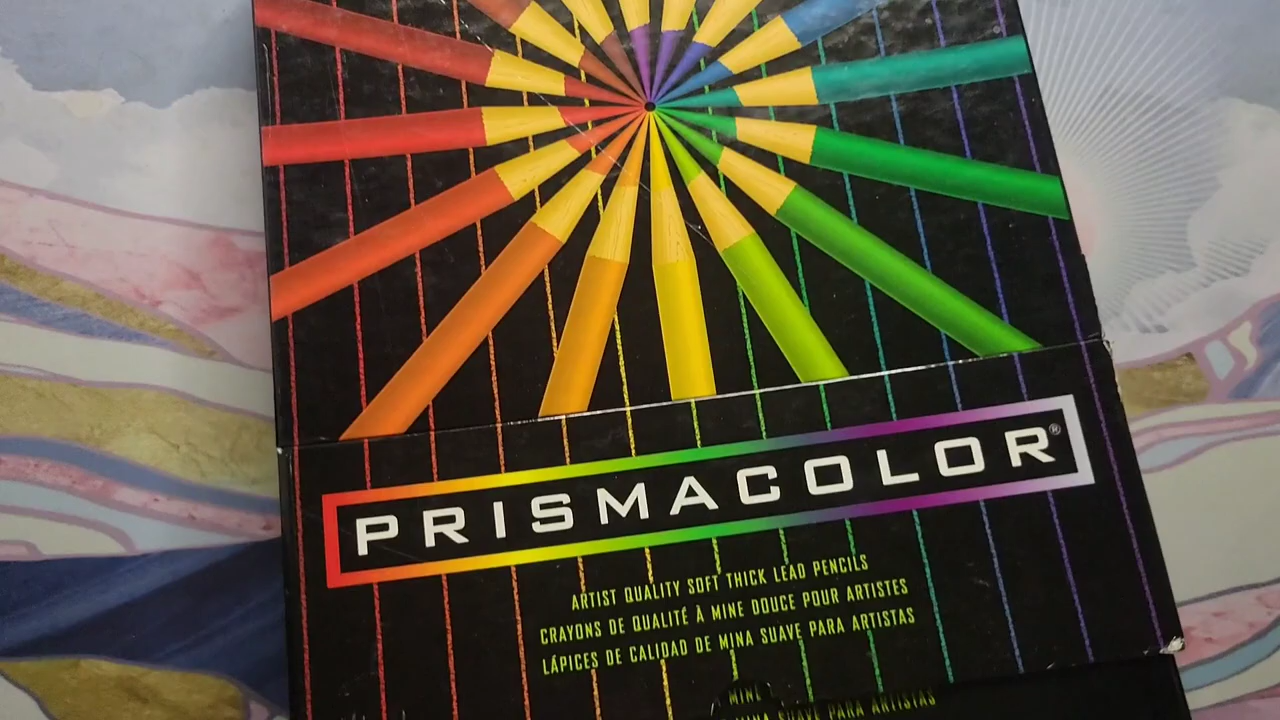 PRISMACOLOR®
ARTIST QUALITY SOFT THICK LEAD PENCILS
CRAYONS DE QUALITÉ À MINE DOUCE POUR ARTISTES
LÁPICES DE CALIDAD DE MINA SUAVE PARA ARTISTAS
MINE
MINA SUAVE PARA ARTISTAS